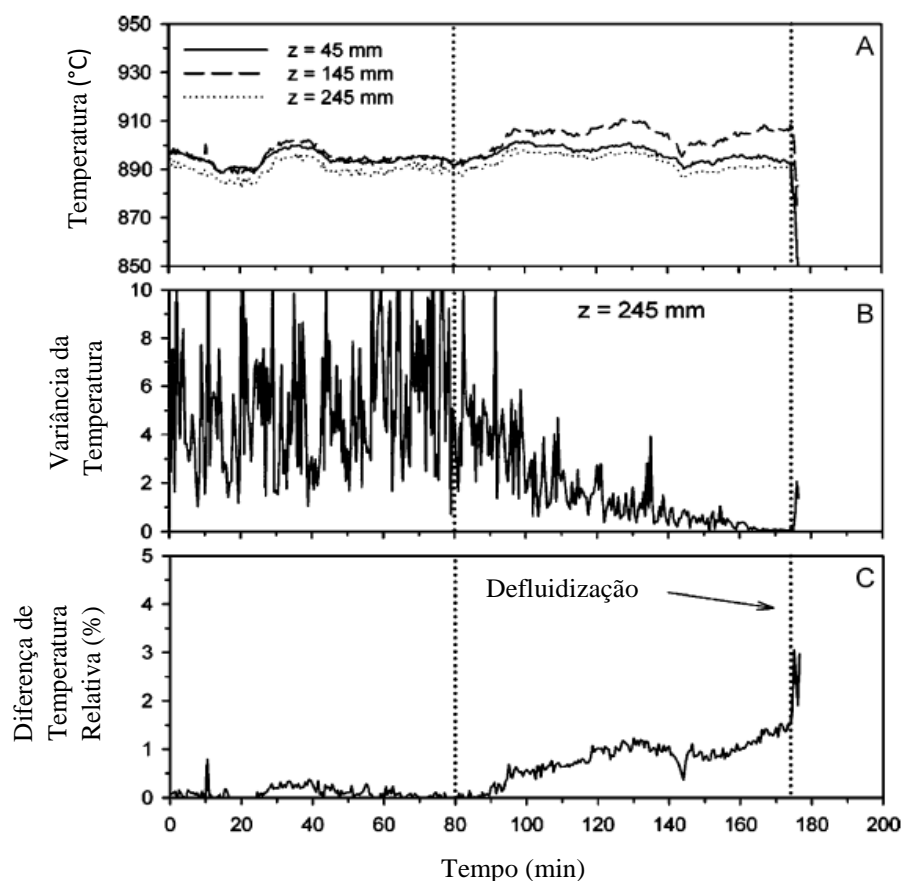 950
930
910
890
870
850
Temperatura (°C)
z = 45 mm
z = 145 mm
z = 245 mm
A
10
8
6
4
2
0
Variância da
Temperatura
z = 245 mm
B
5
4
3
2
1
0
Diferença de
Temperatura
Relativa (%)
Defluidização
C
0 20 40 60 80 100 120 140 160 180 200
Tempo (min)